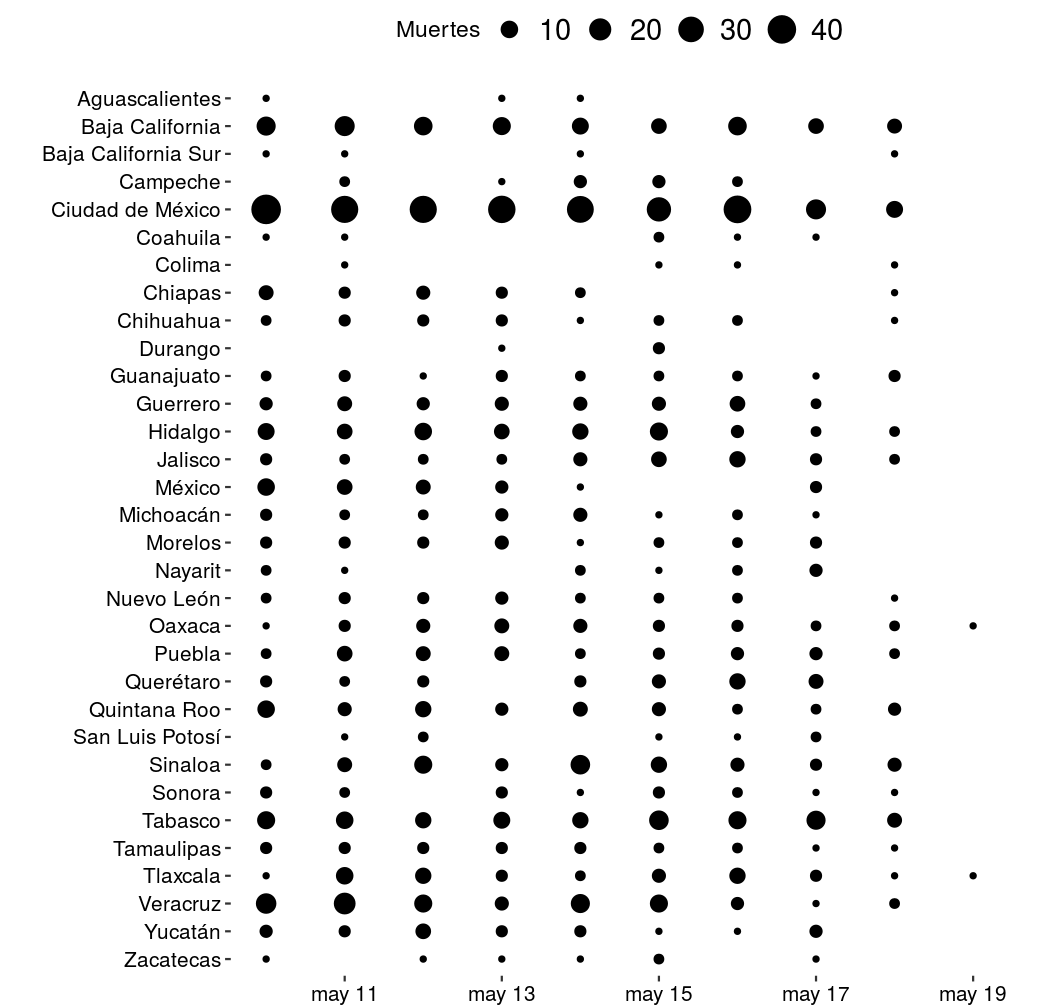 Muertes 10 20 30 40
Aguascalientes
Baja California
Baja California Sur
Campeche
Ciudad de México
Coahuila
Colima
Chiapas
Chihuahua
Durango
Guanajuato
Guerrero
Hidalgo
Jalisco
México
Michoacán
Morelos
Nayarit
Nuevo León
Oaxaca
Puebla
Querétaro
Quintana Roo
San Luis Potosí
Sinaloa
Sonora
Tabasco
Tamaulipas
Tlaxcala
Veracruz
Yucatán
Zacatecas
may 11 may 13 may 15 may 17 may 19